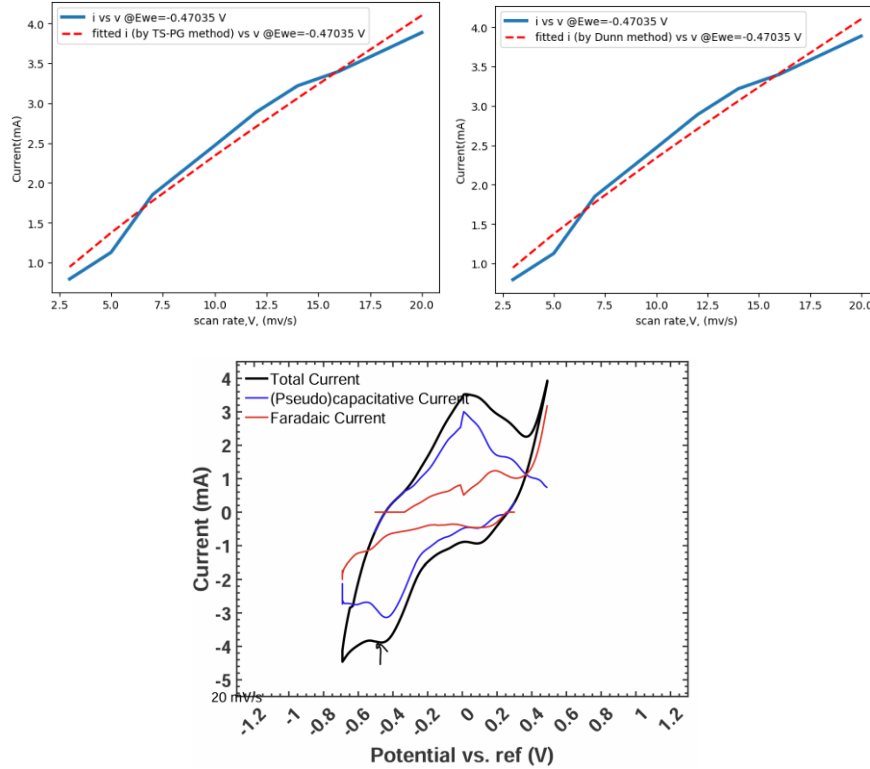 i vs v @Ewe=-0.47035 V
fitted i (by TS-PG method) vs v @Ewe=-0.47035 V
Current(mA)
4.0
3.5
3.0
2.5
2.0
1.5
1.0
2.5 5.0 7.5 10.0 12.5 15.0 17.5 20.0
scan rate,V, (mv/s)
i vs v @Ewe=-0.47035 V
fitted i (by Dunn method) vs v @Ewe=-0.47035 V
Current(mA)
4.0
3.5
3.0
2.5
2.0
1.5
1.0
2.5 5.0 7.5 10.0 12.5 15.0 17.5 20.0
scan rate,V, (mv/s)
Total Current
(Pseudo)capacitative Current
Faradaic Current
Current (mA)
4
3
2
1
0
-1
-2
-3
-4
-5
20 mV/s
-1.2 -1 -0.8 -0.6 -0.4 -0.2 0 0.2 0.4 0.6 0.8 1 1.2
Potential vs. ref (V)